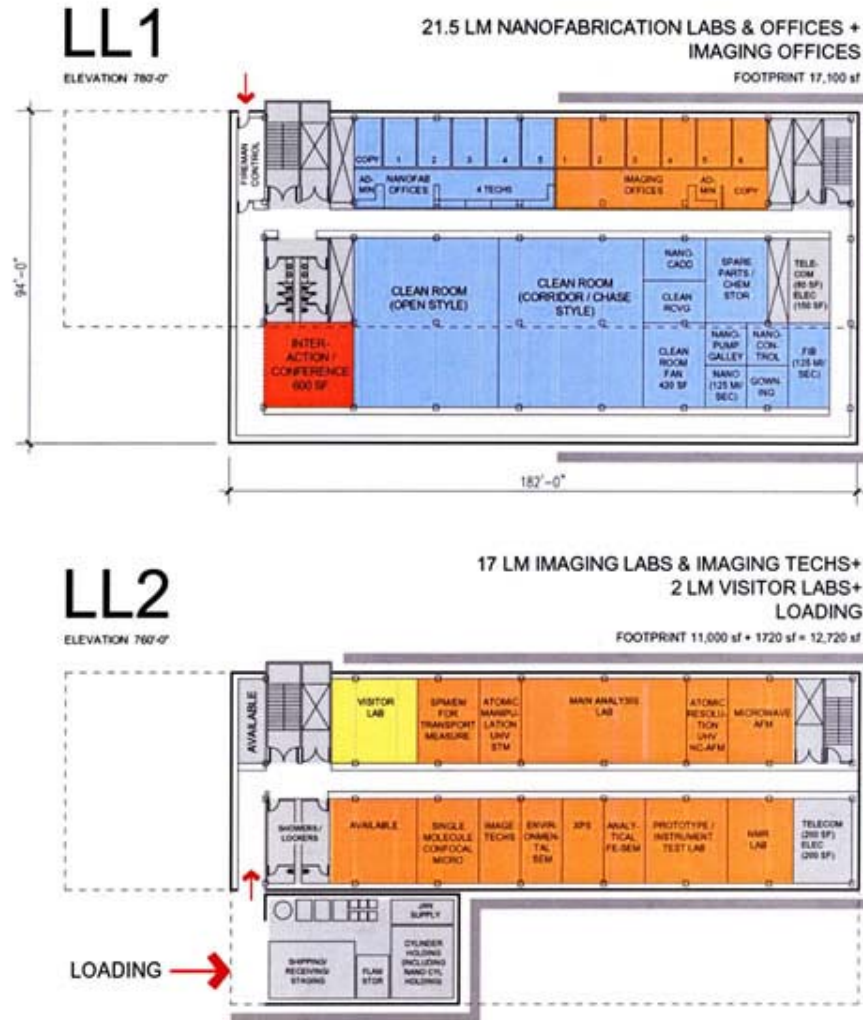 LL1
ELEVATION 780'-0"
21.5 LM NANOFABRICATION LABS & OFFICES +
IMAGING OFFICES
FOOTPRINT 17,100 sf
FIREMAN
CONTROL
COPY 1 2 3 4 5 1 2 3 4 5 6
AD-
MIN
NANOFAB
OFFICES
4 TECHS
IMAGING
OFFICES
AD-
MIN
COPY
94'-0"
CLEAN ROOM
(OPEN STYLE)
CLEAN ROOM
(CORRIDOR / CHASE
STYLE)
NANO-
CADD
CLEAN
RCVG
SPARE
PARTS /
CHEM
STOR
TELE-
COM
(80 SF)
ELEC
(150 SF)
INTER-
ACTION /
CONFERENCE
600 SF
CLEAN
ROOM
FAN
420 SF
NANO-
PUMP
GALLEY
NANO-
CON-
TROL
NANO
(125 MI/
SEC)
GOWN-
ING
FIB
(125 MI/
SEC)
182'-0"
LL2
ELEVATION 760'-0"
17 LM IMAGING LABS & IMAGING TECHS+
2 LM VISITOR LABS+
LOADING
FOOTPRINT 11,000 sf + 1720 sf = 12,720 sf
AVAILABLE
VISITOR
LAB
SPM/EM
FOR
TRANSPORT
MEASURE
ATOMIC
MANIPU-
LATION
UHV
STM
MAIN ANALYSIS
LAB
ATOMIC
RESOLU-
TION
UHV
NC-AFM
MICROWAVE
AFM
SHOWERS/
LOCKERS
AVAILABLE
SINGLE
MOLECULE
CONFOCAL
MICRO
IMAGE
TECHS
ENVIR-
ONMEN-
TAL
SEM
XPS
ANALY-
TICAL
FE-SEM
PROTOTYPE /
INSTRUMENT
TEST LAB
NMR
LAB
TELECOM
(200 SF)
ELEC
(200 SF)
SUPPLY
LOADING
SHIPPING/
RECEIVING/
STAGING
FLAM
STOR
CYLINDER
HOLDING
(INCLUDING
NANO CYL
HOLDING)